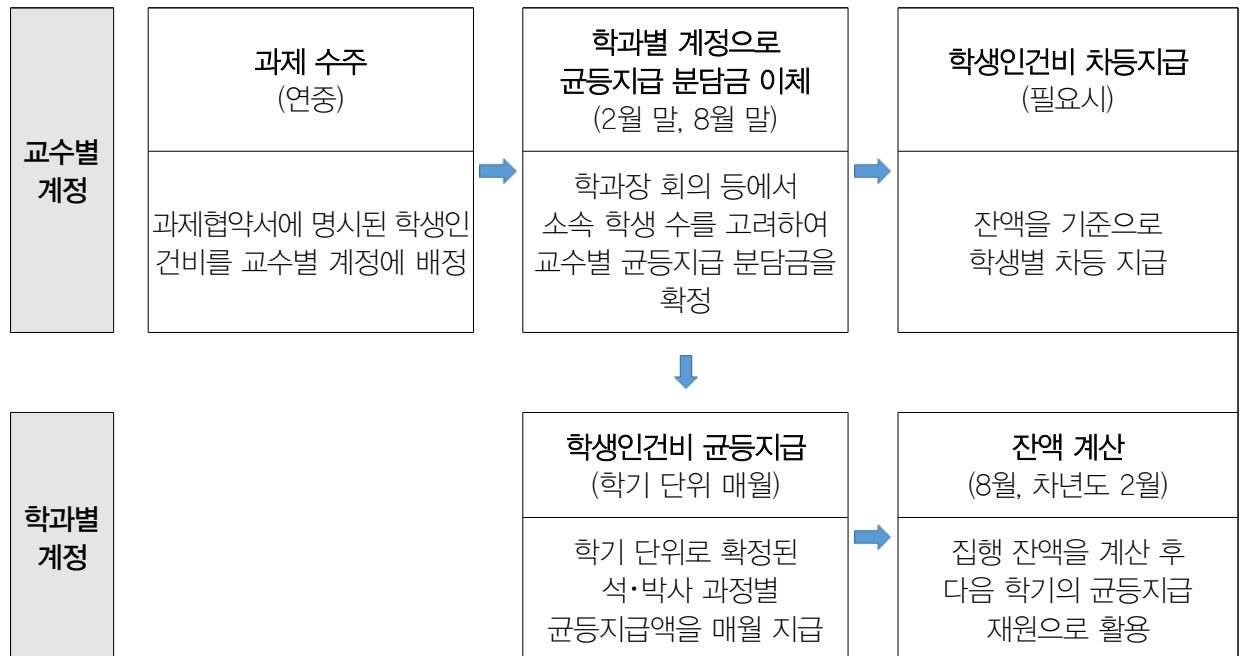 교수별
계정
과제 수주
(연중)
과제협약서에 명시된 학생인
건비를 교수별 계정에 배정
학과별 계정으로
균등지급 분담금 이체
(2월 말, 8월 말)
학과장 회의 등에서
소속 학생 수를 고려하여
교수별 균등지급 분담금을
확정
학생인건비 차등지급
(필요시)
잔액을 기준으로
학생별 차등 지급
학과별
계정
학생인건비 균등지급
(학기 단위 매월)
학기 단위로 확정된
석·박사 과정별
균등지급액을 매월 지급
잔액 계산
(8월, 차년도 2월)
집행 잔액을 계산 후
다음 학기의 균등지급
재원으로 활용